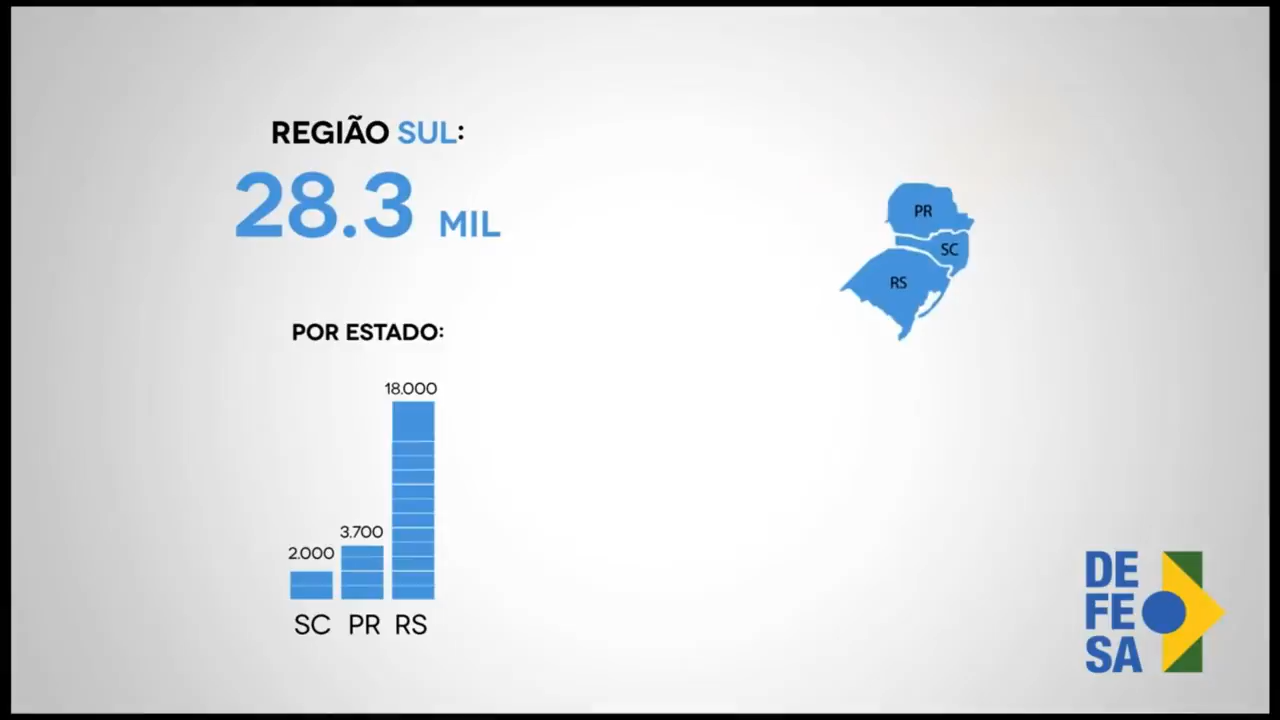 REGIÃO SUL:
28.3 MIL
PR
SC
RS
POR ESTADO:
18.000
3.700
2.000
SC PR RS
DE
FE
SA